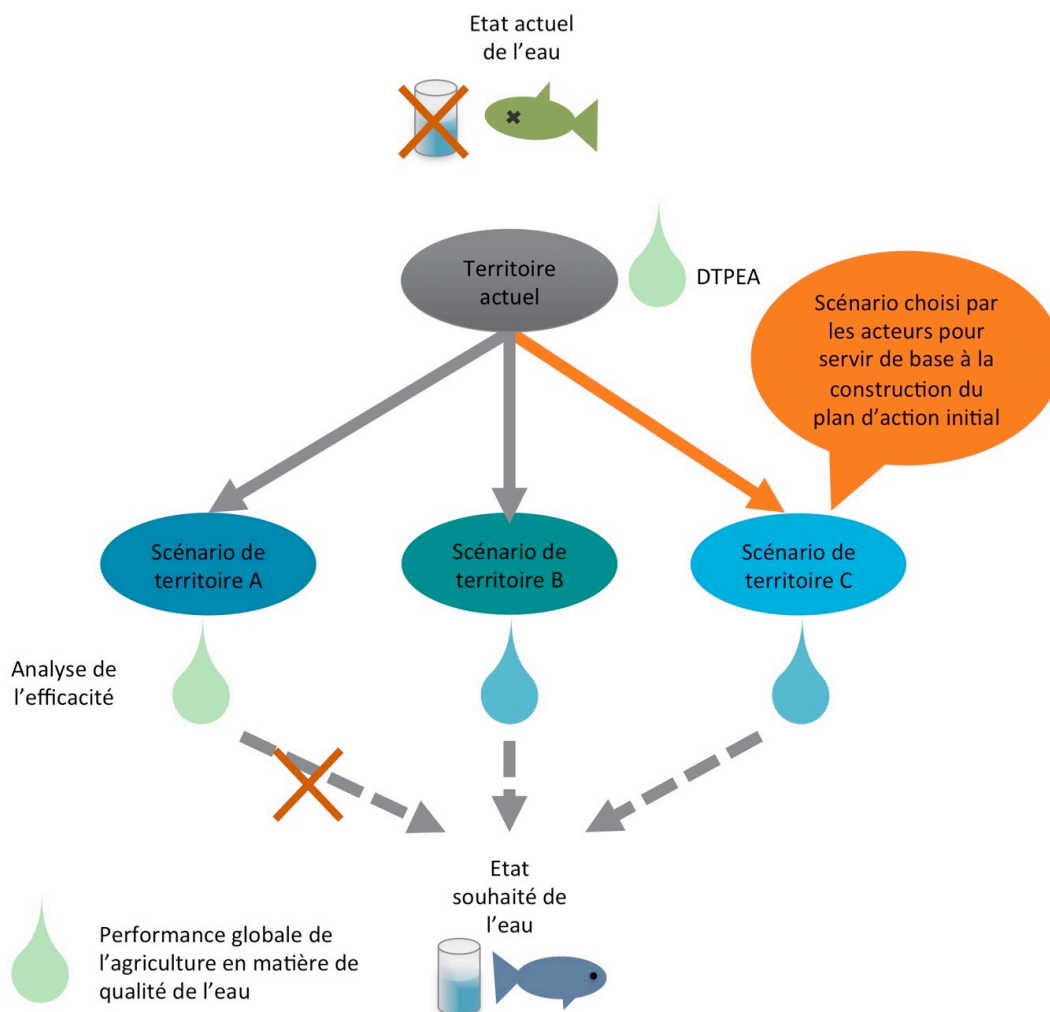 Etat actuel
de l’eau
Territoire
actuel
DTPEA
Scénario choisi par
les acteurs pour
servir de base à la
construction du
plan d’action initial
Scénario de
territoire A
Scénario de
territoire B
Scénario de
territoire C
Analyse de
l’efficacité
Etat
souhaité de
l’eau
Performance globale de
l’agriculture en matière de
qualité de l’eau